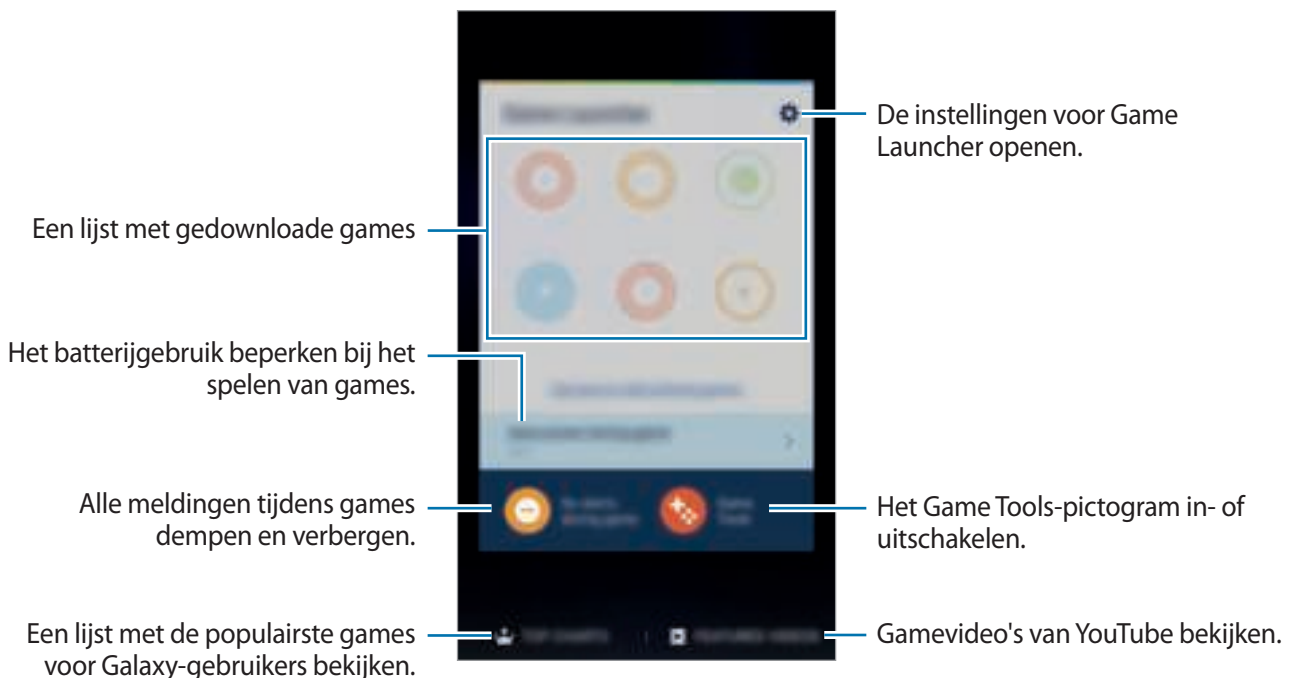 De instellingen voor Game
Launcher openen.
Een lijst met gedownloade games
Het batterijgebruik beperken bij het
spelen van games.
Alle meldingen tijdens games
dempen en verbergen.
Het Game Tools-pictogram in- of
uitschakelen.
Een lijst met de populairste games
voor Galaxy-gebruikers bekijken.
Gamevideo's van YouTube bekijken.